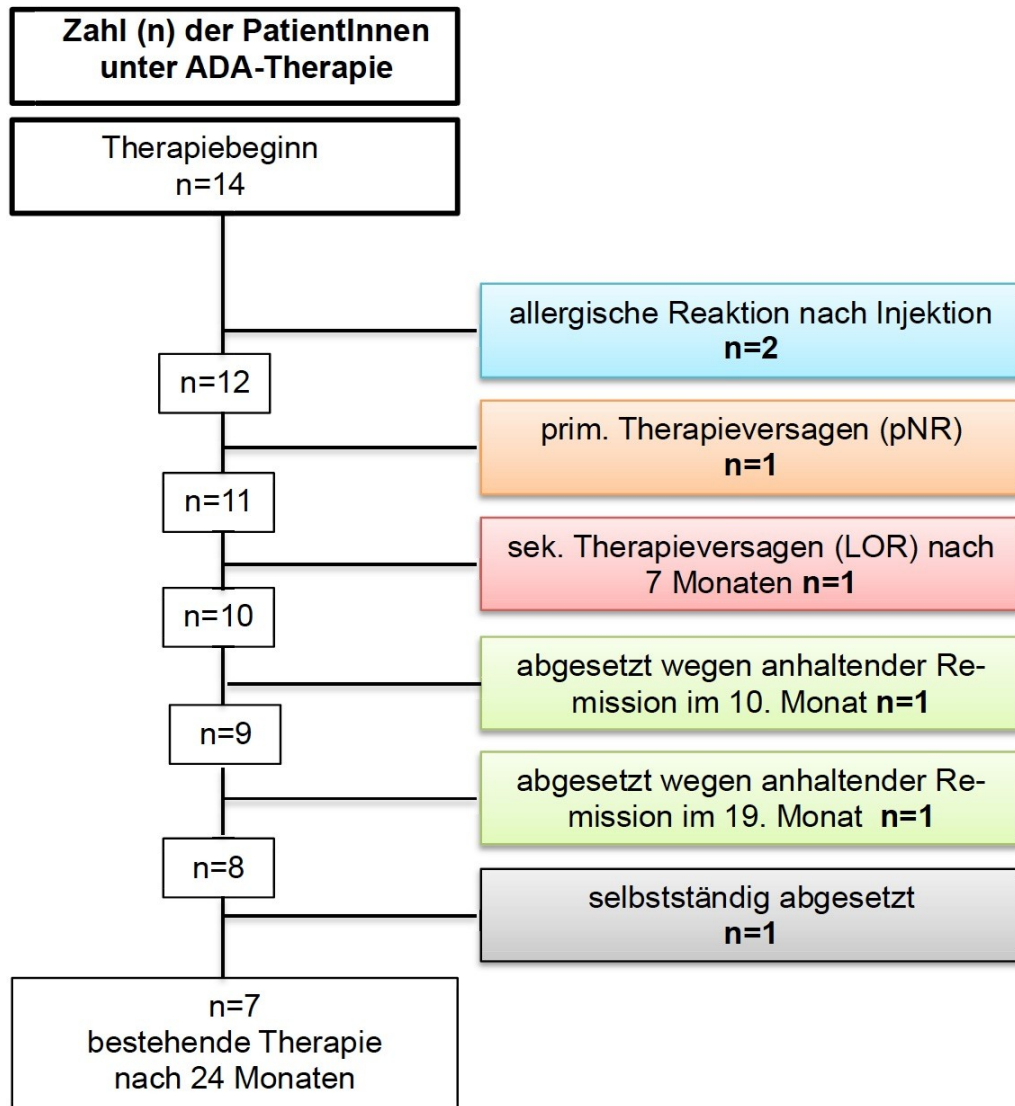 Zahl (n) der PatientInnen
unter ADA-Therapie
Therapiebeginn
n=14
allergische Reaktion nach Injektion
n=2
n=12
prim. Therapieversagen (pNR)
n=1
n=11
sek. Therapieversagen (LOR) nach
7 Monaten n=1
n=10
abgesetzt wegen anhaltender Re-
mission im 10. Monat n=1
n=9
abgesetzt wegen anhaltender Re-
mission im 19. Monat n=1
n=8
selbstständig abgesetzt
n=1
n=7
bestehende Therapie
nach 24 Monaten